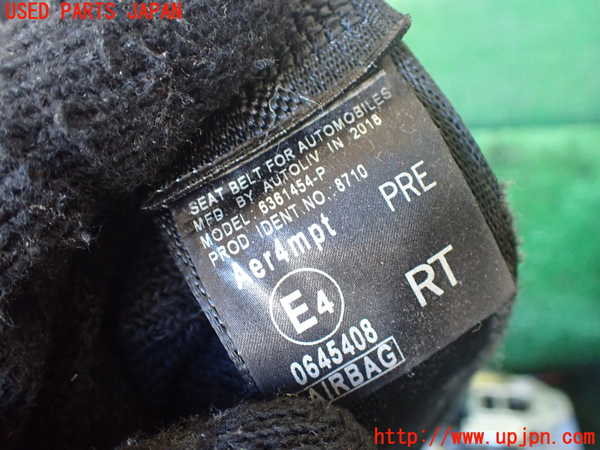 USED PARTS JAPAN
SEAT BELT FOR AUTOMOBILES
MFG. BY: AUTOLIV IN 2018
MODEL: 6361454-P
PROD IDENT.NO.:8710
Aer4mpt
PRE
E4
RT
0645408
AIRBAG
http://www.upjpn.com/